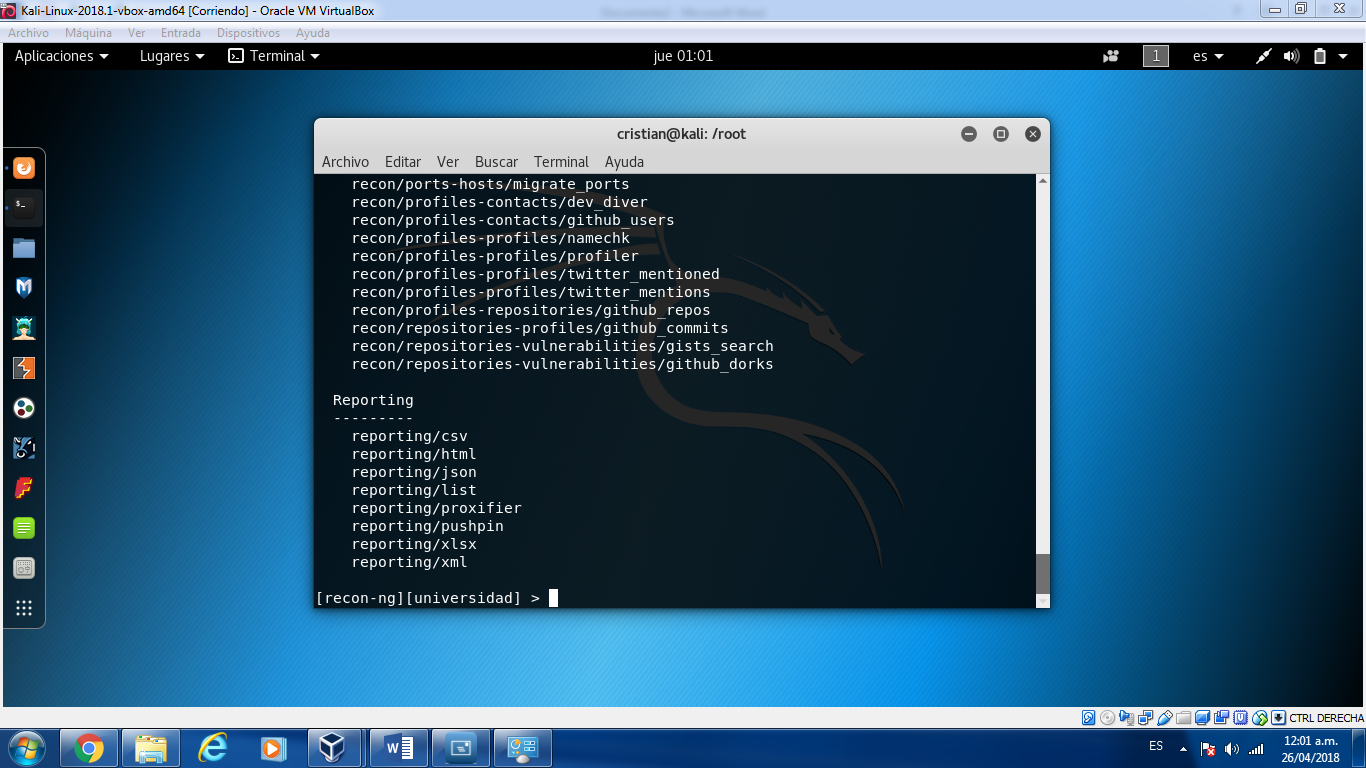 Kali-Linux-2018.1-vbox-amd64 [Corriendo] - Oracle VM VirtualBox
Archivo Máquina Ver Entrada Dispositivos Ayuda
Aplicaciones Lugares Terminal jue 01:01 1 es
cristian@kali: /root
Archivo Editar Ver Buscar Terminal Ayuda
recon/ports-hosts/migrate_ports
recon/profiles-contacts/dev_diver
recon/profiles-contacts/github_users
recon/profiles-profiles/namechk
recon/profiles-profiles/profiler
recon/profiles-profiles/twitter_mentioned
recon/profiles-profiles/twitter_mentions
recon/profiles-repositories/github_repos
recon/repositories-profiles/github_commits
recon/repositories-vulnerabilities/gists_search
recon/repositories-vulnerabilities/github_dorks
Reporting
---------
reporting/csv
reporting/html
reporting/json
reporting/list
reporting/proxifier
reporting/pushpin
reporting/xlsx
reporting/xml
[recon-ng][universidad] >
CTRL DERECHA
ES 12:01 a.m.
26/04/2018